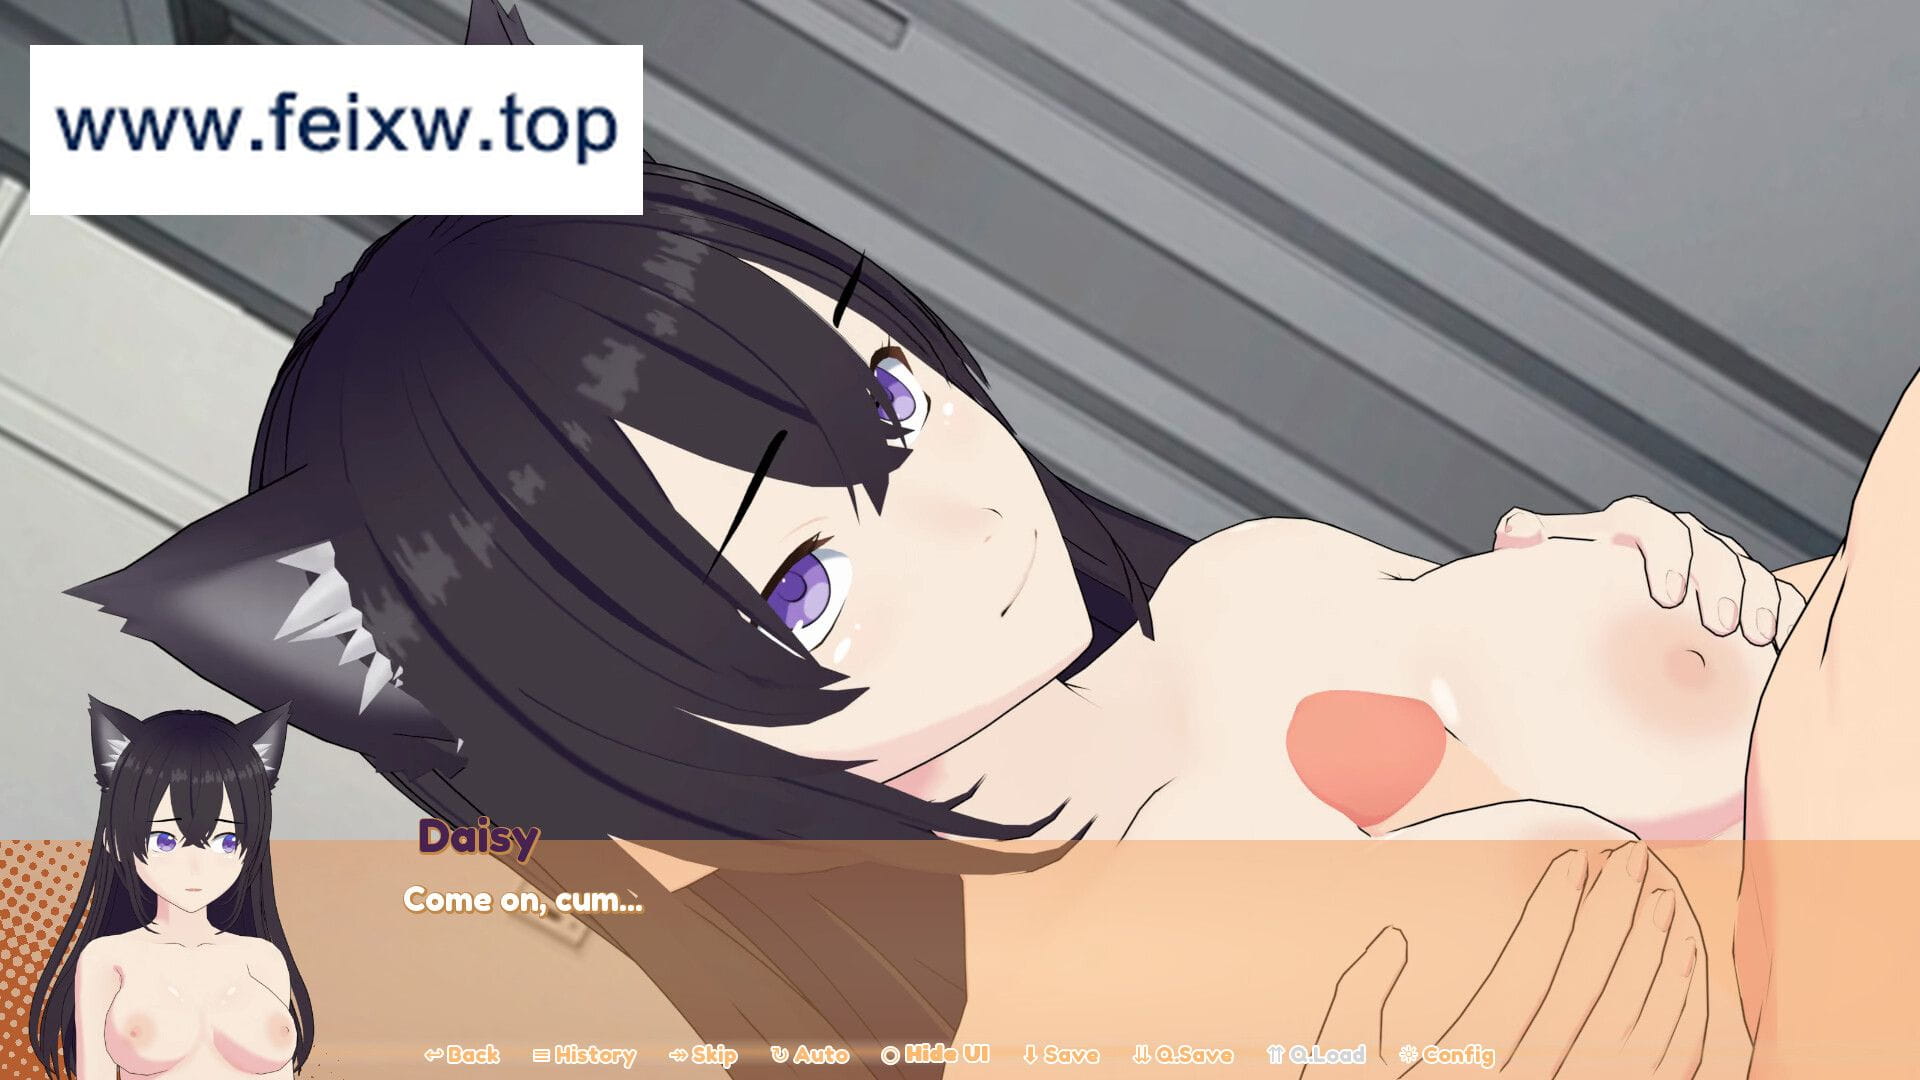 www.feixw.top
Daisy
Come on, cum...
Back
History
Skip
Auto
Hide UI
Save
Q.Save
Q.Load
Config